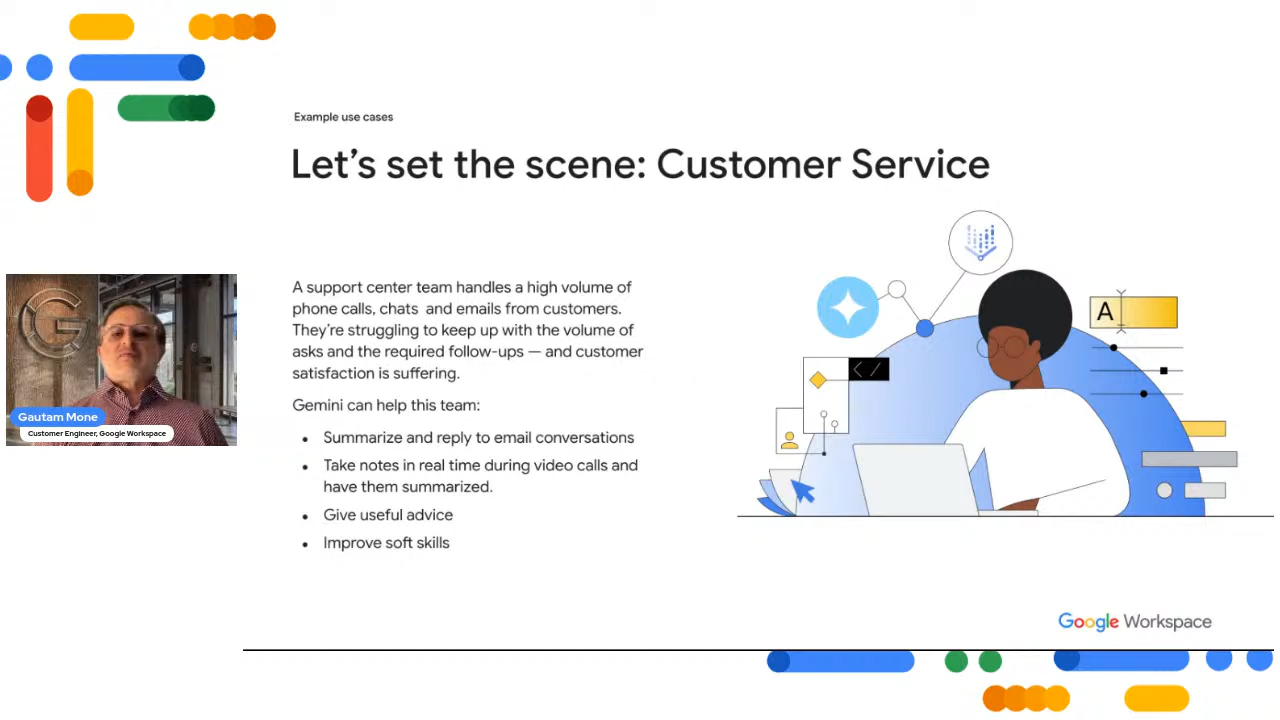 Example use cases
Let's set the scene: Customer Service
A support center team handles a high volume of
phone calls, chats  and emails from customers.
They're struggling to keep up with the volume of
asks and the required follow-ups — and customer
satisfaction is suffering.
Gemini can help this team:
• Summarize and reply to email conversations
• Take notes in real time during video calls and
have them summarized.
• Give useful advice
• Improve soft skills
Gautam Mone
Customer Engineer, Google Workspace
G
</>
A
Google Workspace